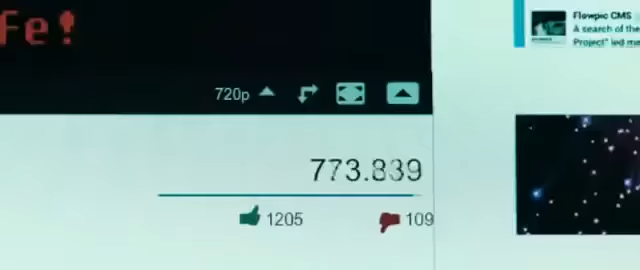 fe!
Flowpic CMS
A search of the
Project" led me
720p
773.839
1205
109